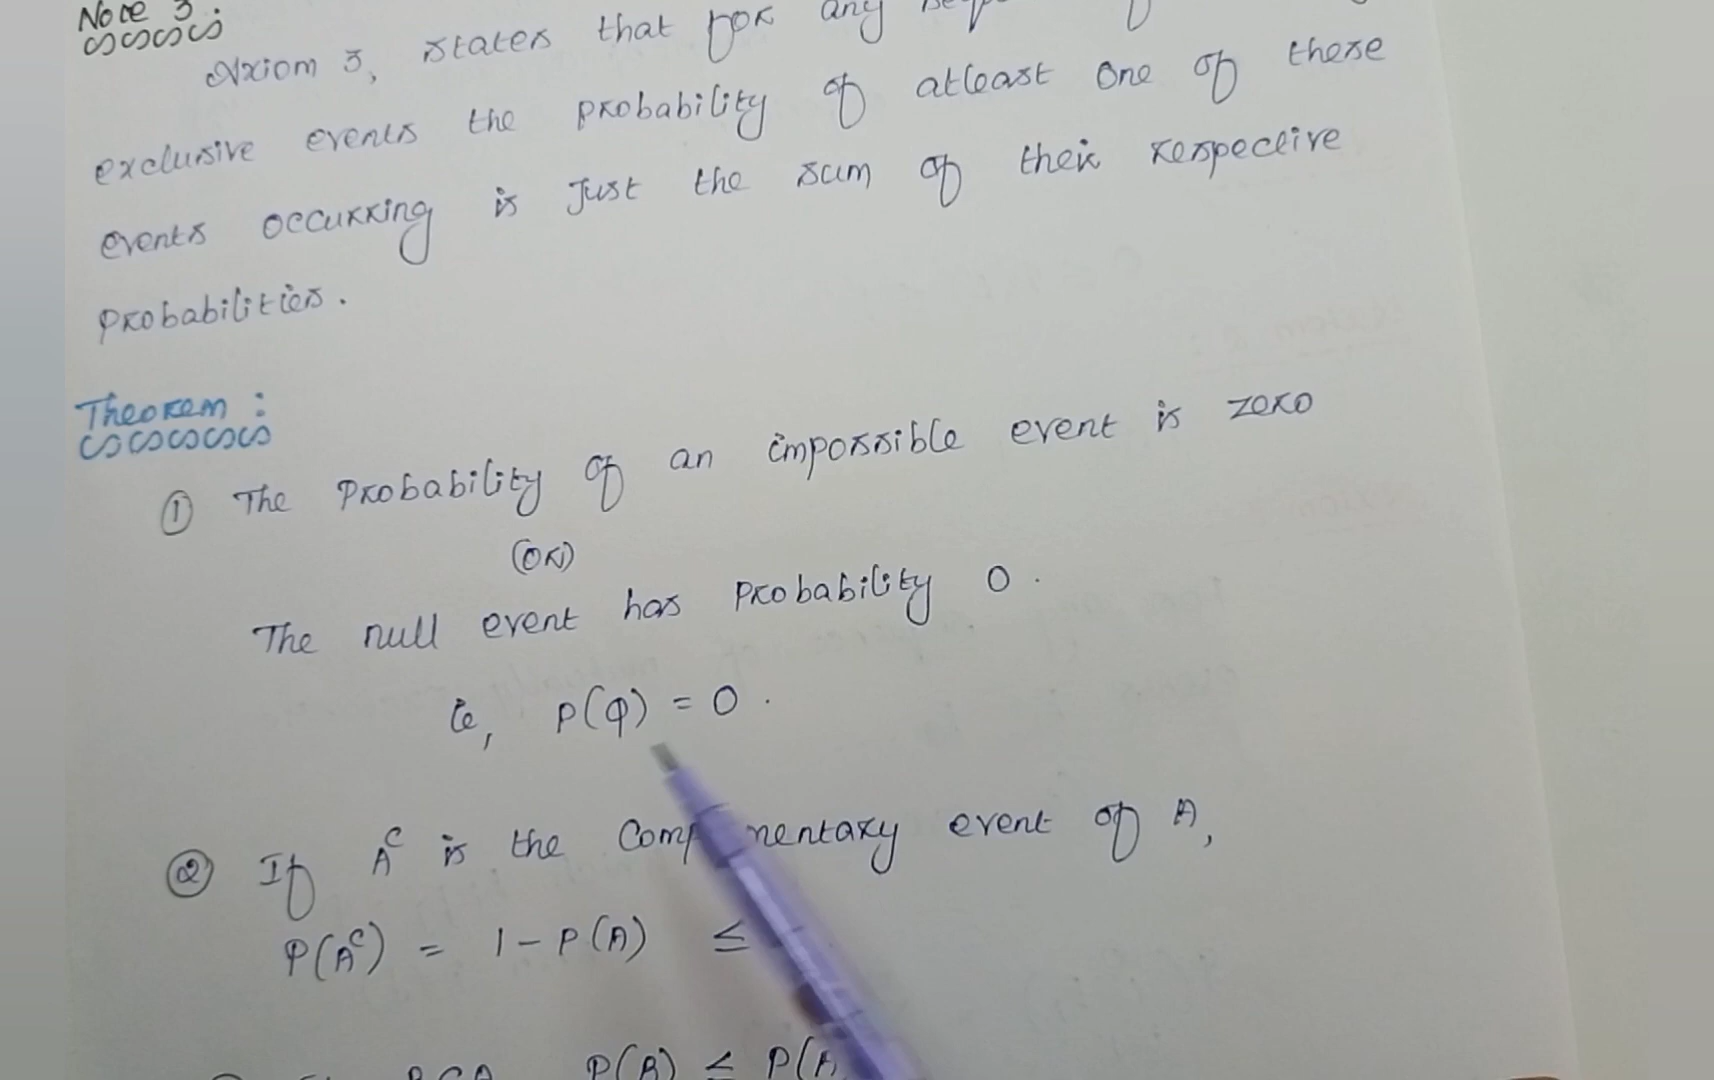 Note 3:
Axiom 3, states that for any
exclusive events the probability of atleast one of these
events occurring is Just the sum of their respective
probabilities.
Theorem:
① The Probability of an impossible event is zero
(OR)
The null event has probability 0.
ie, P(φ) = 0.
② If A^c is the event of A,
P(A^c) = 1 - P(A) ≤
P(B) ≤ P(A